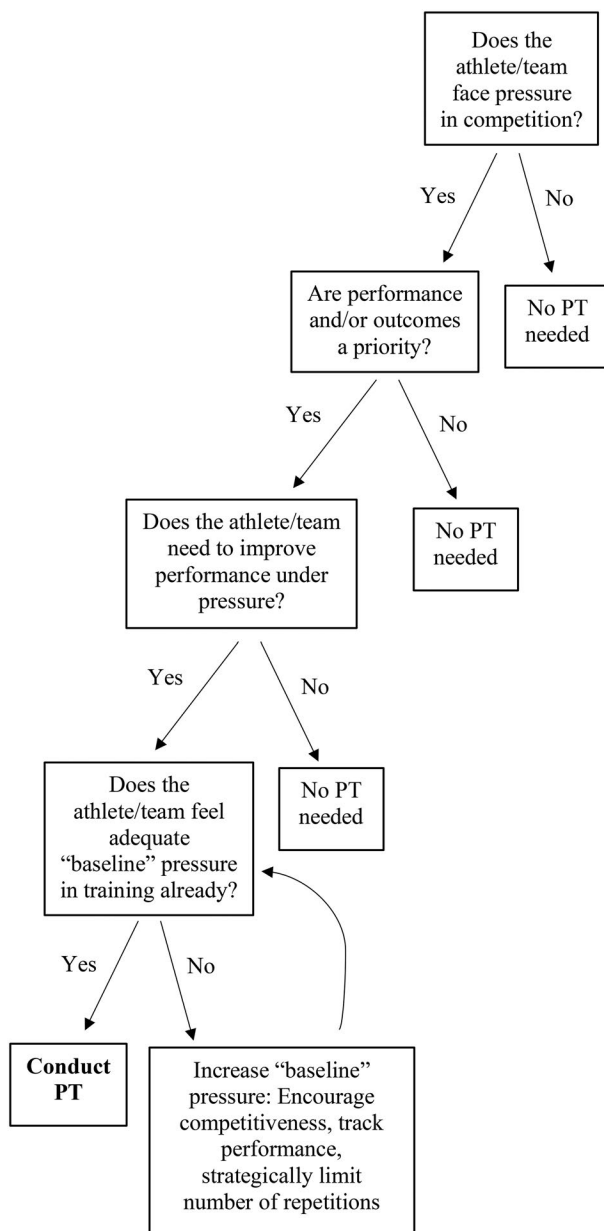 Does the
athlete/team
face pressure
in competition?
Yes
No
Are performance
and/or outcomes
a priority?
No PT
needed
Yes
No
Does the athlete/team
need to improve
performance under
pressure?
No PT
needed
Yes
No
Does the
athlete/team feel
adequate
“baseline” pressure
in training already?
No PT
needed
Yes
No
Conduct
PT
Increase “baseline”
pressure: Encourage
competitiveness, track
performance,
strategically limit
number of repetitions